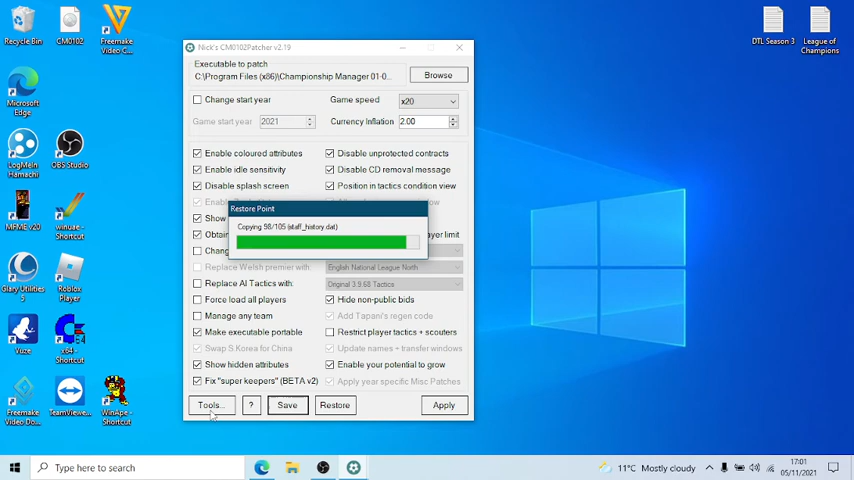 Recycle Bin
CM0102
Freemake
Video C...
Microsoft
Edge
LogMeIn
Hamachi
OBS Studio
MFME v20
winuae -
Shortcut
Glary Utilities
5
Roblox
Player
Vuze
x64 -
Shortcut
Freemake
Video Do...
TeamViewe...
WinApe -
Shortcut
DTL Season 3
League of
Champions
Nick's CM0102Patcher v2.19
Executable to patch
C:\Program Files (x86)\Championship Manager 01-0...
Browse
Change start year
Game speed
x20
Game start year
2021
Currency Inflation
2.00
Enable coloured attributes
Disable unprotected contracts
Enable idle sensitivity
Disable CD removal message
Disable splash screen
Position in tactics condition view
Restore Point
Show
Copying 98/105 (staff_history.dat)
Obtain
ayer limit
Chang
Replace Welsh premier with:
English National League North
Replace AI Tactics with:
Original 3.9.68 Tactics
Force load all players
Hide non-public bids
Manage any team
Add Tapani's regen code
Make executable portable
Restrict player tactics + scouters
Swap S.Korea for China
Update names + transfer windows
Show hidden attributes
Enable your potential to grow
Fix "super keepers" (BETA v2)
Apply year specific Misc Patches
Tools...
?
Save
Restore
Apply
Type here to search
11°C Mostly cloudy
17:01
05/11/2021